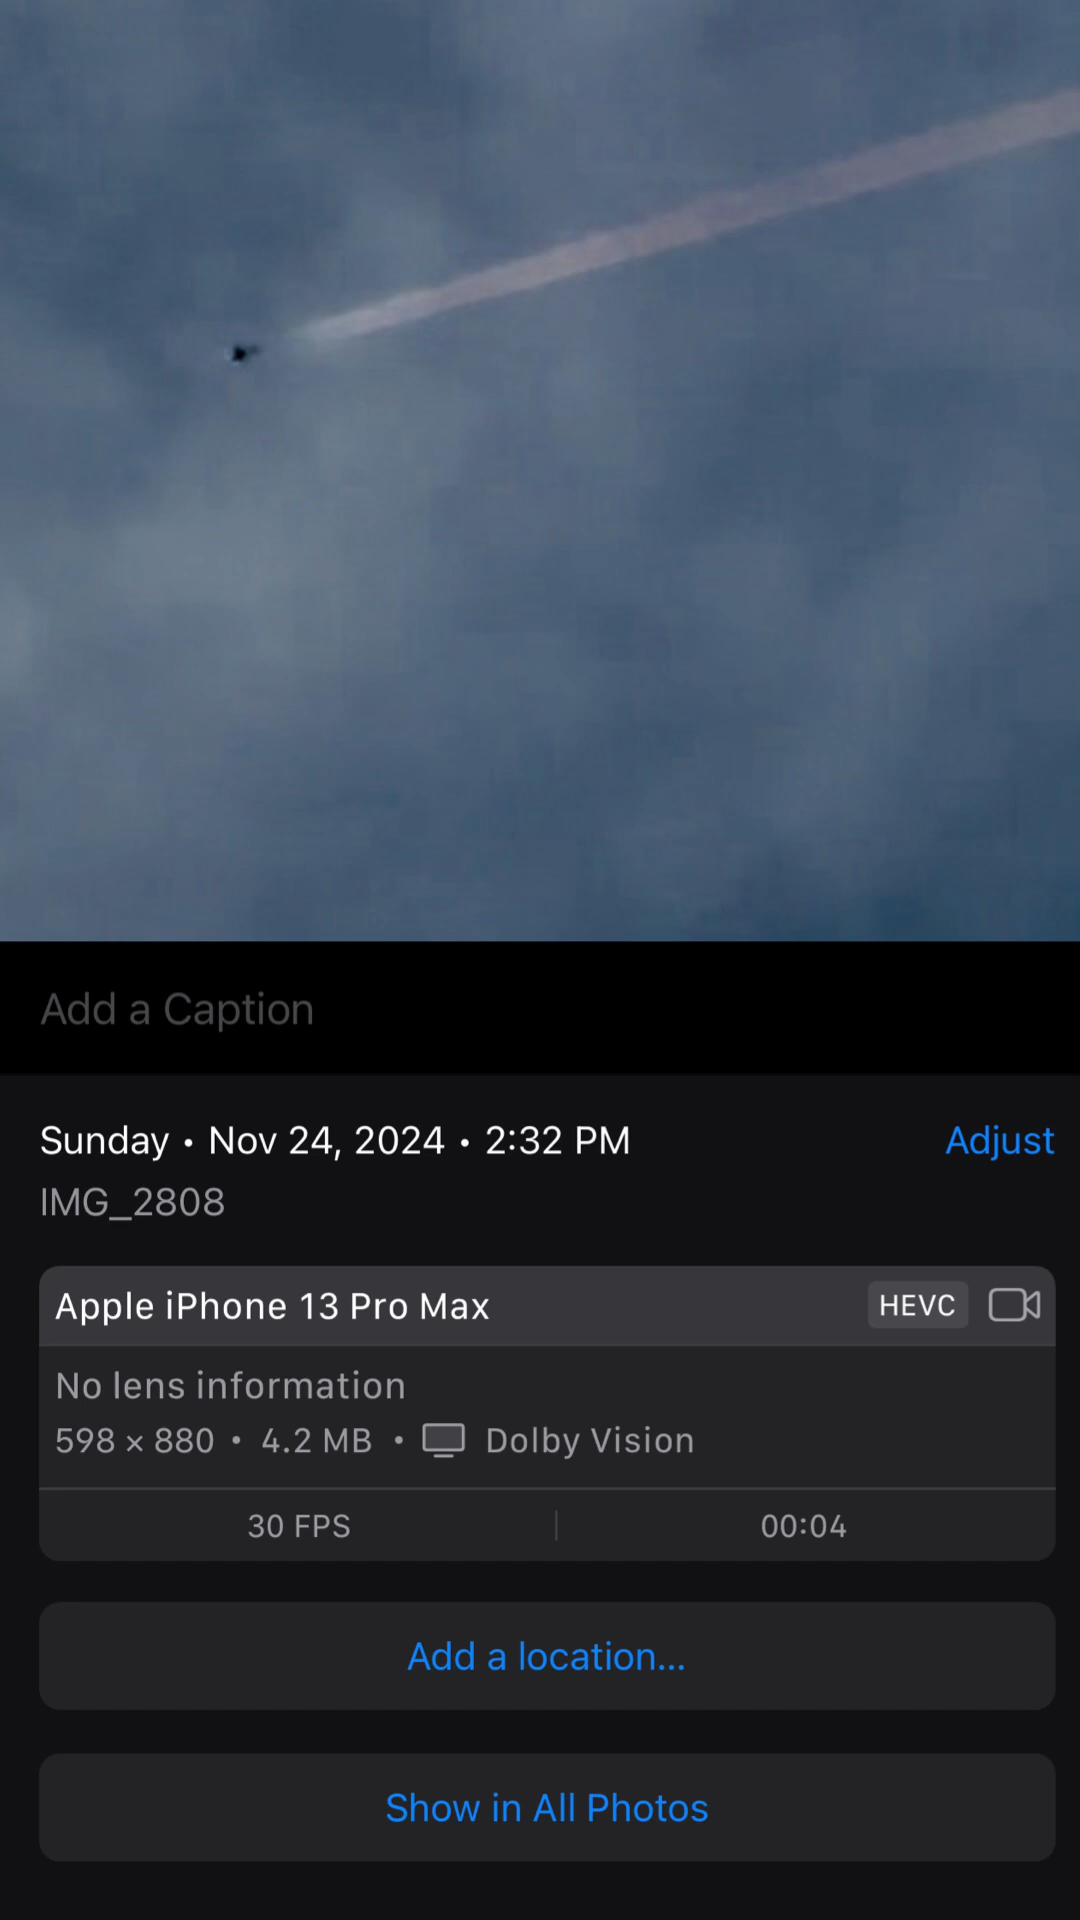 Add a Caption
Sunday • Nov 24, 2024 • 2:32 PM
Adjust
IMG_2808
Apple iPhone 13 Pro Max
HEVC
No lens information
598 × 880 • 4.2 MB • Dolby Vision
30 FPS
00:04
Add a location...
Show in All Photos